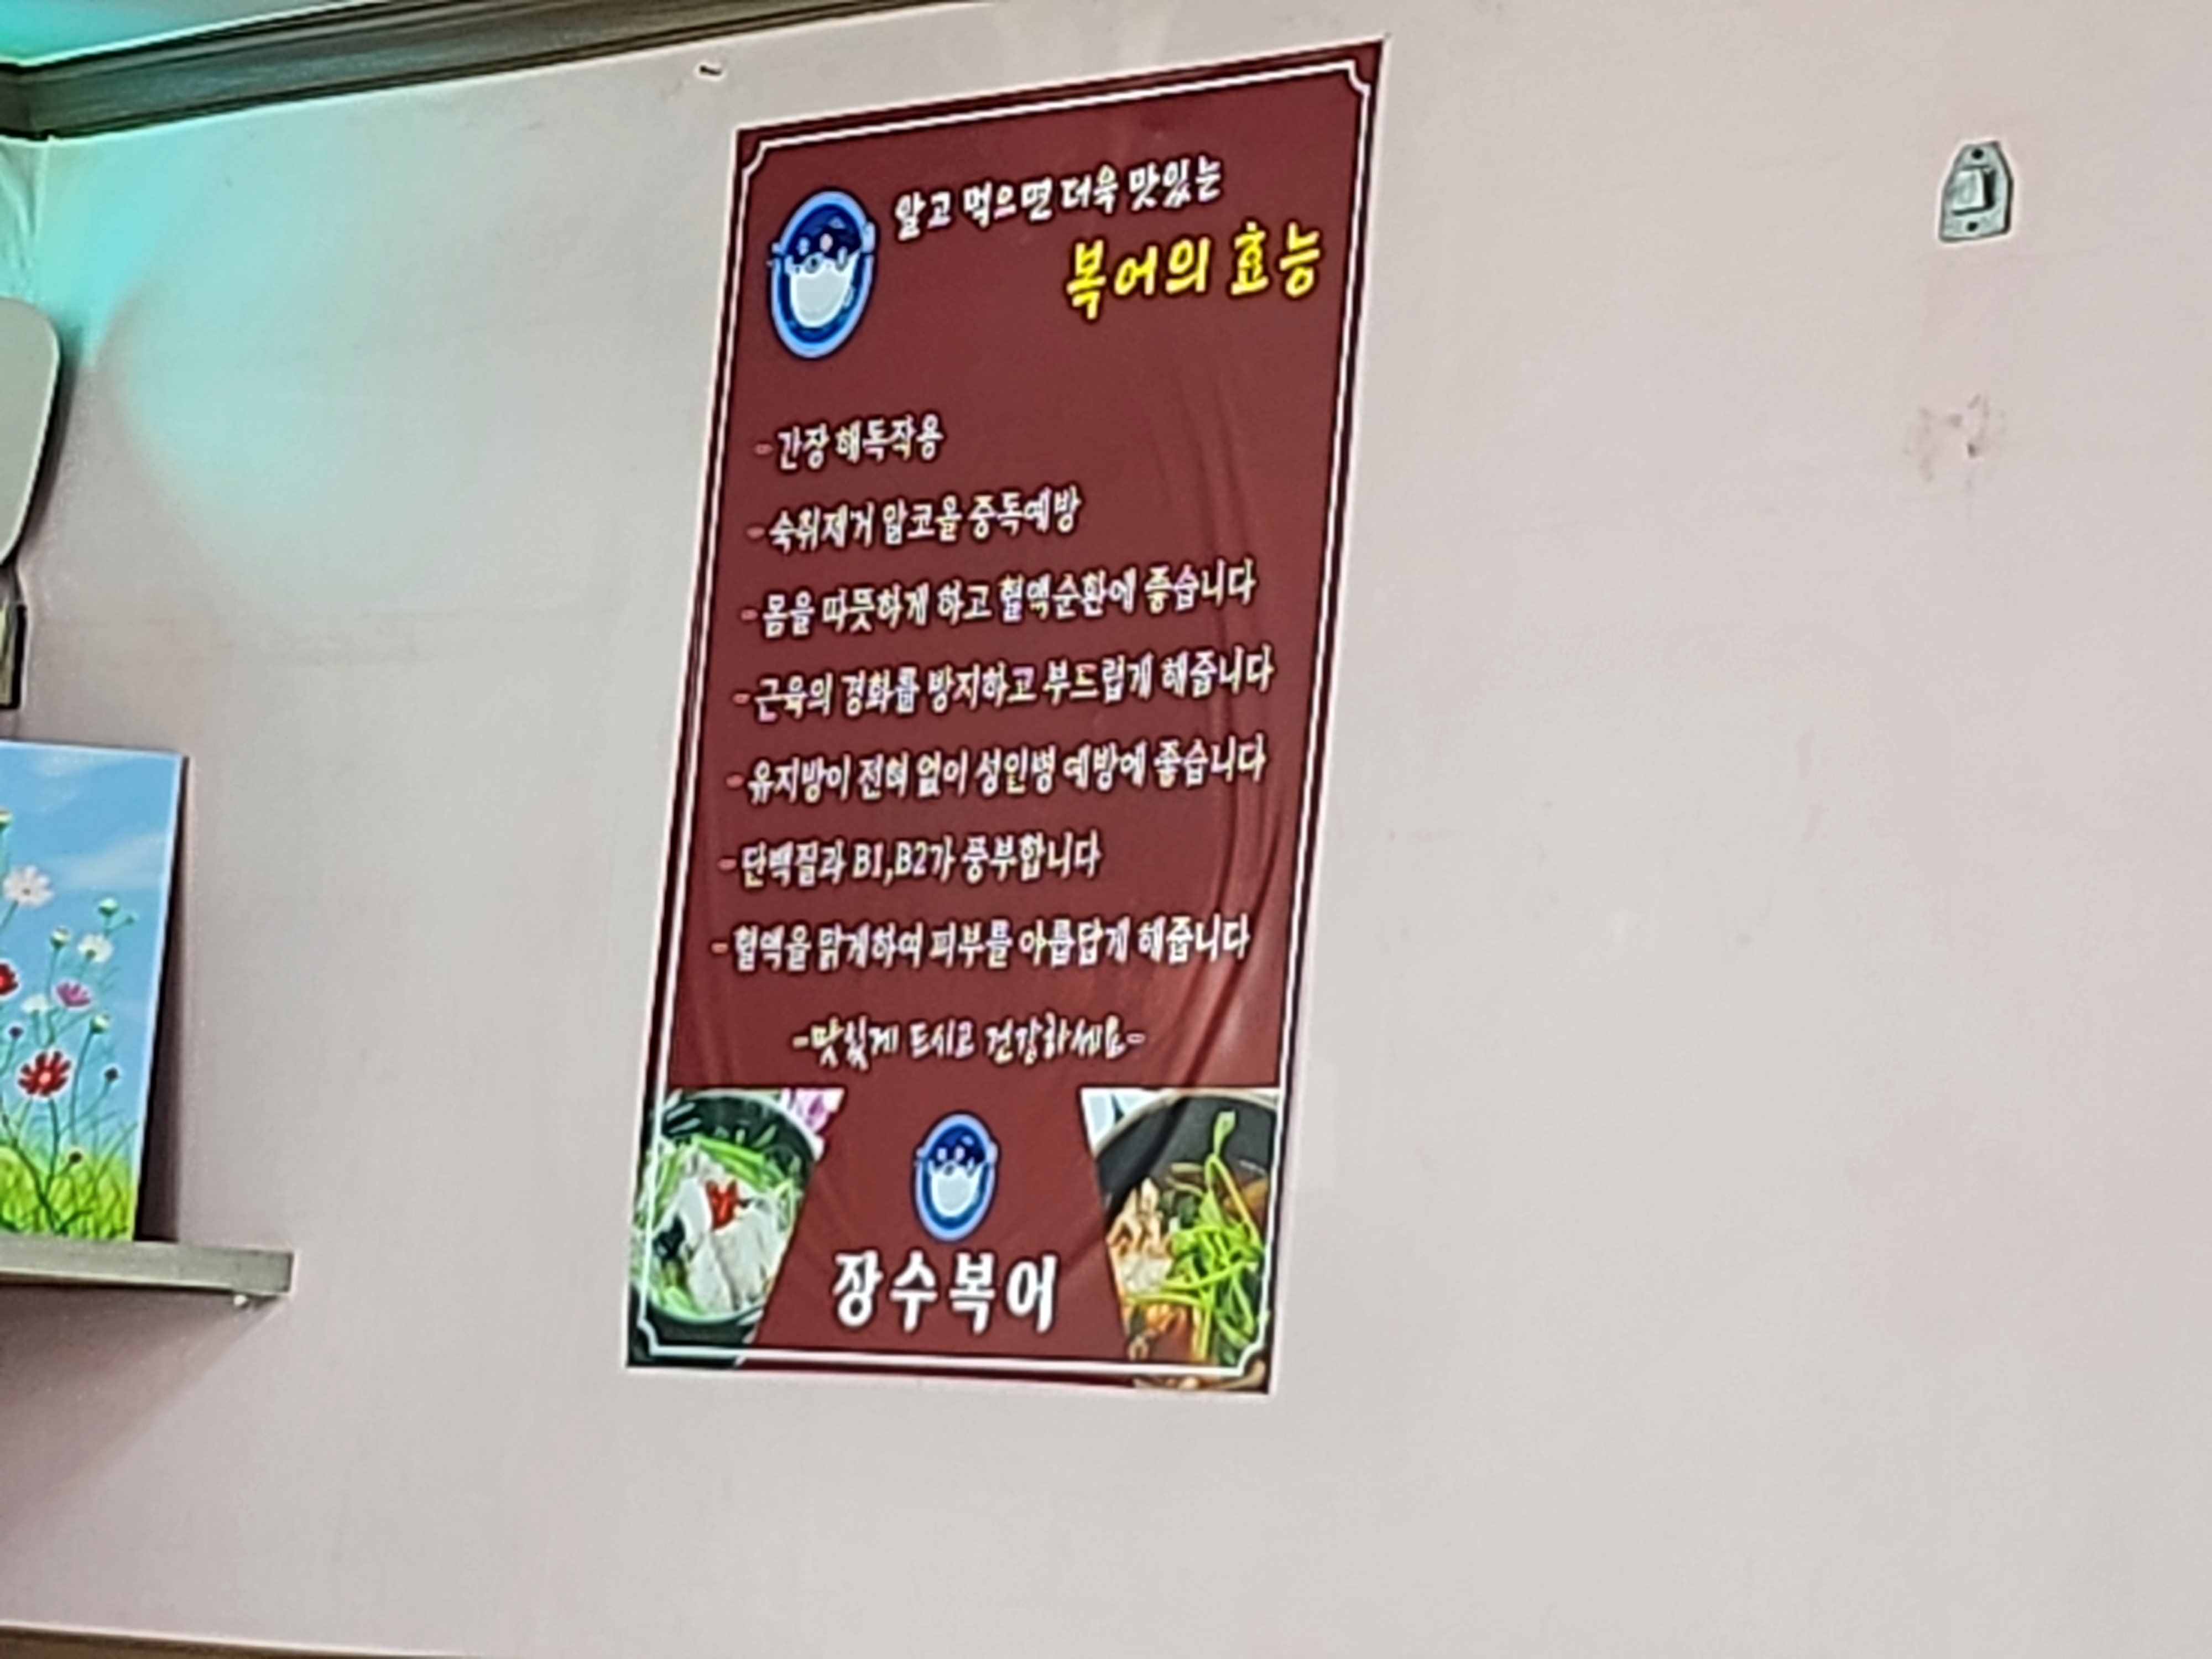 알고 먹으면 더욱 맛있는
복어의 효능
- 간장 해독작용
- 숙취제거 알코올 중독예방
- 몸을 따뜻하게 하고 혈액순환에 좋습니다
- 근육의 경화를 방지하고 부드럽게 해줍니다
- 유지방이 전혀 없이 성인병 예방에 좋습니다
- 단백질과 B1,B2가 풍부합니다
- 혈액을 맑게하여 피부를 아름답게 해줍니다
-맛있게 드시고 건강하세요-
장수복어